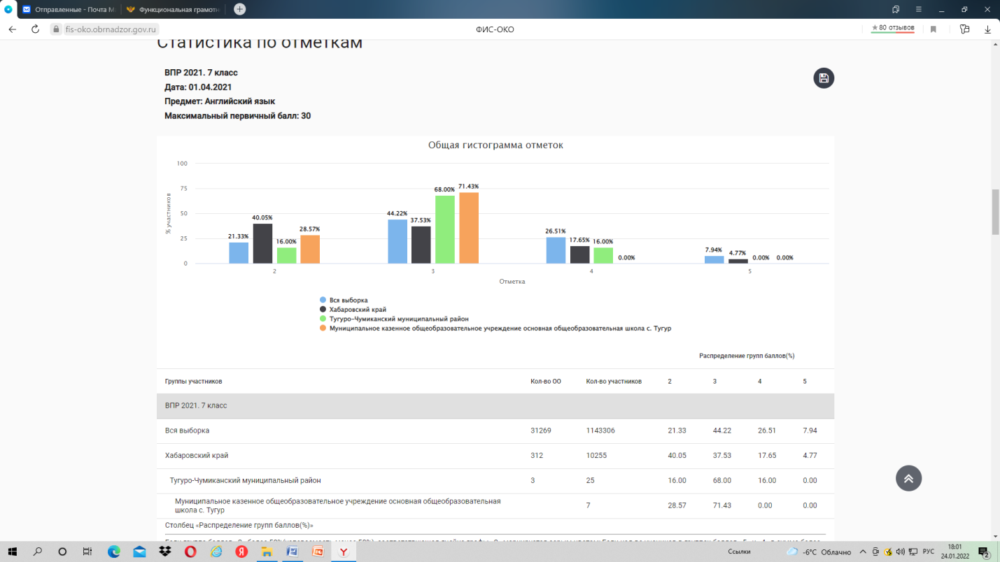 Отправленные - Почта M
Функциональная грамотн
fis-oko.obrnadzor.gov.ru
ФИС-ОКО
★ 80 отзывов
Статистика по отметкам
ВПР 2021. 7 класс
Дата: 01.04.2021
Предмет: Английский язык
Максимальный первичный балл: 30
Общая гистограмма отметок
% участников
100
75
50
25
0
21.33%
40.05%
16.00%
28.57%
44.22%
37.53%
68.00%
71.43%
26.51%
17.65%
16.00%
0.00%
7.94%
4.77%
0.00%
0.00%
2
3
4
5
Отметка
Вся выборка
Хабаровский край
Тугуро-Чумиканский муниципальный район
Муниципальное казенное общеобразовательное учреждение основная общеобразовательная школа с. Тугур
Распределение групп баллов(%)
Группы участников Кол-во ОО Кол-во участников 2 3 4 5
ВПР 2021. 7 класс
Вся выборка 31269 1143306 21.33 44.22 26.51 7.94
Хабаровский край 312 10255 40.05 37.53 17.65 4.77
Тугуро-Чумиканский муниципальный район 3 25 16.00 68.00 16.00 0.00
Муниципальное казенное общеобразовательное учреждение основная общеобразовательная
школа с. Тугур 7 28.57 71.43 0.00 0.00
Столбец «Распределение групп баллов(%)»
Ссылки
-6°C Облачно
РУС
18:01
24.01.2022
2